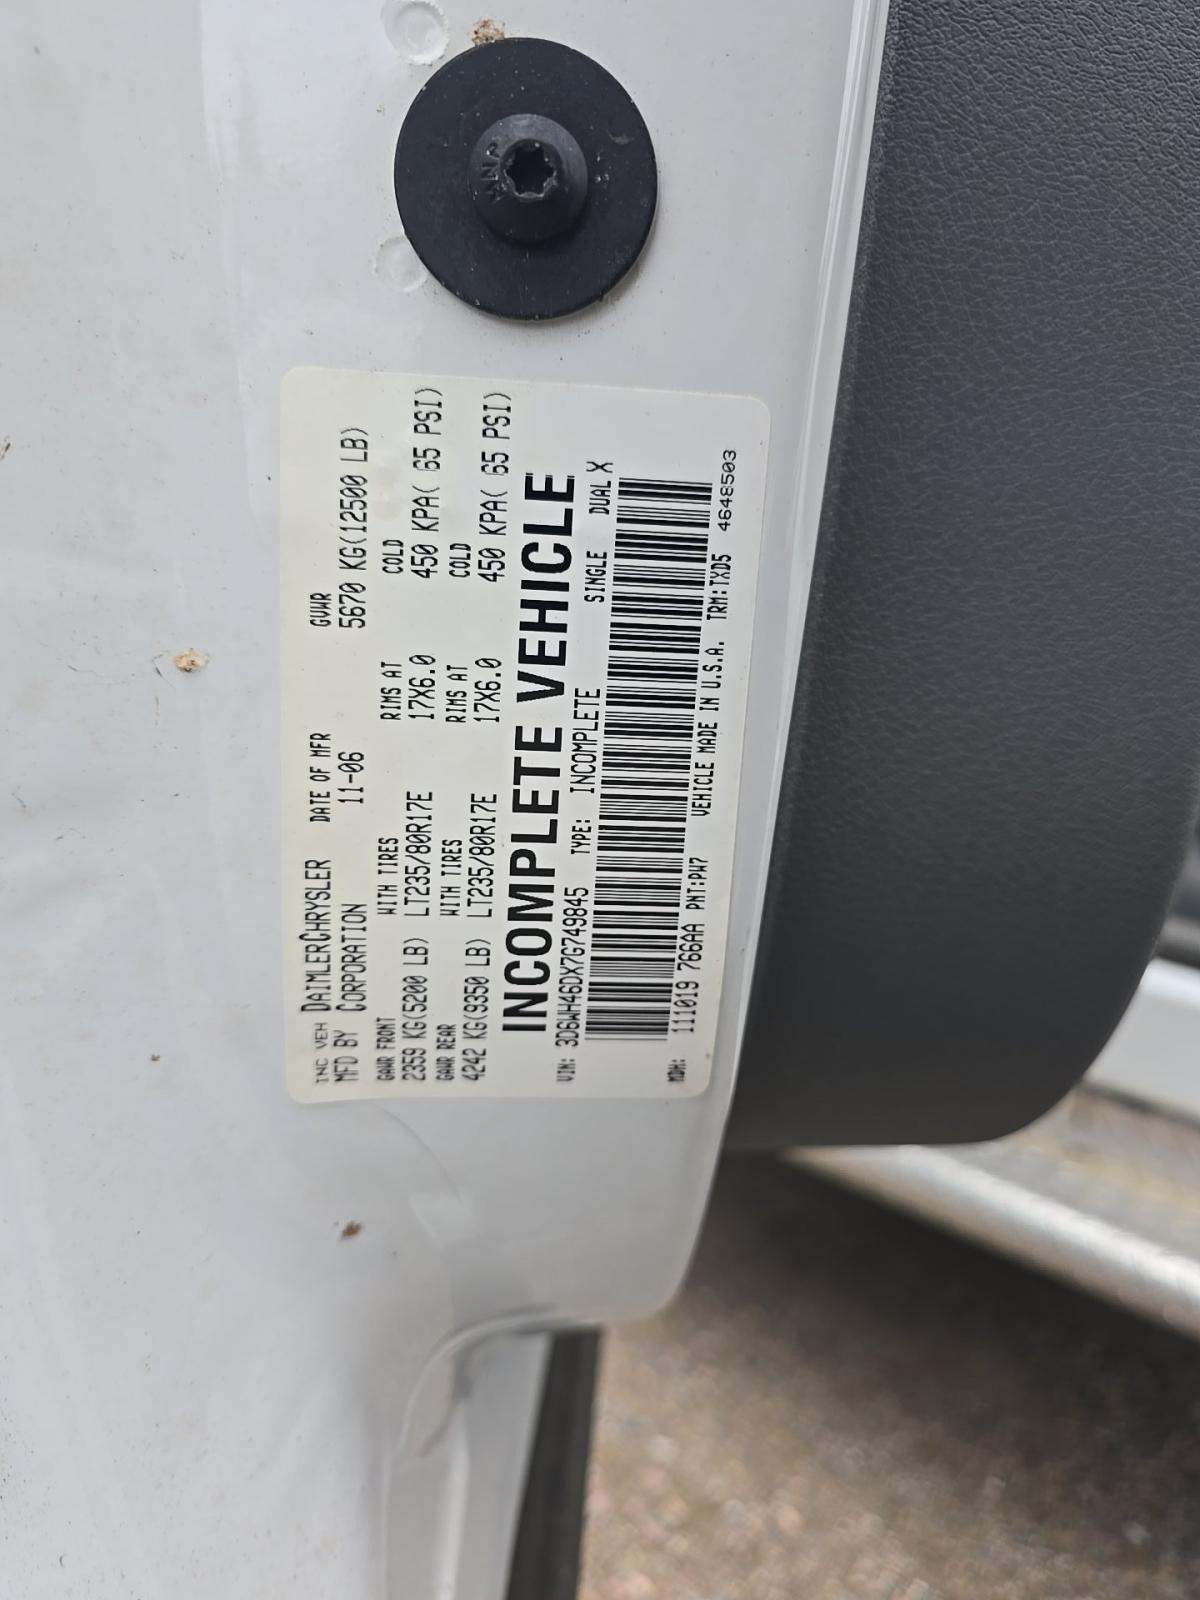 INC VEH DAIMLERCHRYSLER DATE OF MFR GVWR
MFD BY CORPORATION 11-06 5670 KG(12500 LB)
GAWR FRONT WITH TIRES RIMS AT COLD
2359 KG(5200 LB) LT235/80R17E 17X6.0 450 KPA( 65 PSI)
GAWR REAR WITH TIRES RIMS AT COLD
4242 KG(9350 LB) LT235/80R17E 17X6.0 450 KPA( 65 PSI)
INCOMPLETE VEHICLE
VIN: 3D6WH46DX7G749845 TYPE: INCOMPLETE SINGLE DUAL X
MDH: 111019 766AA PNT:PW7 VEHICLE MADE IN U.S.A. TRM:TXD5 4648503